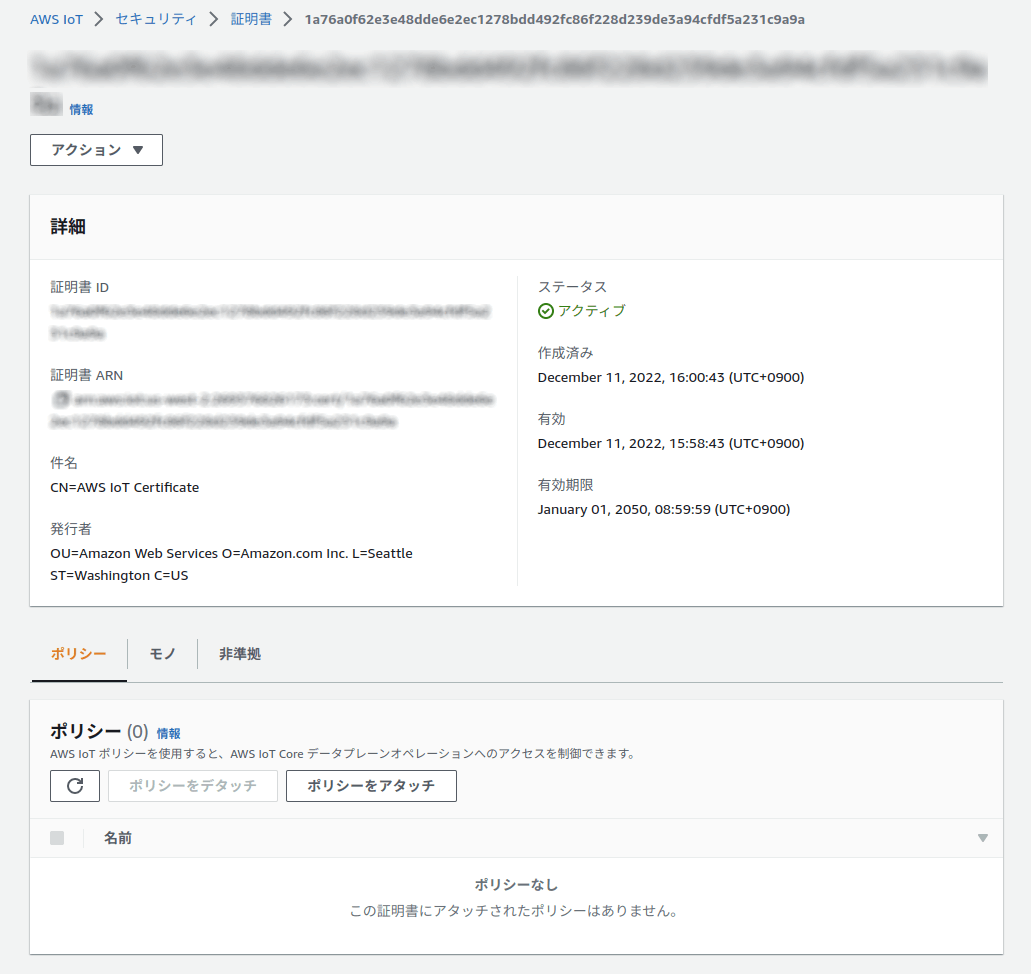 AWS IoT > セキュリティ > 証明書 > 1a76a0f62e3e48dde6e2ec1278bdd492fc86f228d239de3a94cfdf5a231c9a9a
情報
アクション ▼
詳細
証明書 ID
証明書 ARN
件名
CN=AWS IoT Certificate
発行者
OU=Amazon Web Services O=Amazon.com Inc. L=Seattle
ST=Washington C=US
ステータス
アクティブ
作成済み
December 11, 2022, 16:00:43 (UTC+0900)
有効
December 11, 2022, 15:58:43 (UTC+0900)
有効期限
January 01, 2050, 08:59:59 (UTC+0900)
ポリシー モノ 非準拠
ポリシー (0) 情報
AWS IoT ポリシーを使用すると、AWS IoT Core データプレーンオペレーションへのアクセスを制御できます。
ポリシーをデタッチ ポリシーをアタッチ
名前
ポリシーなし
この証明書にアタッチされたポリシーはありません。